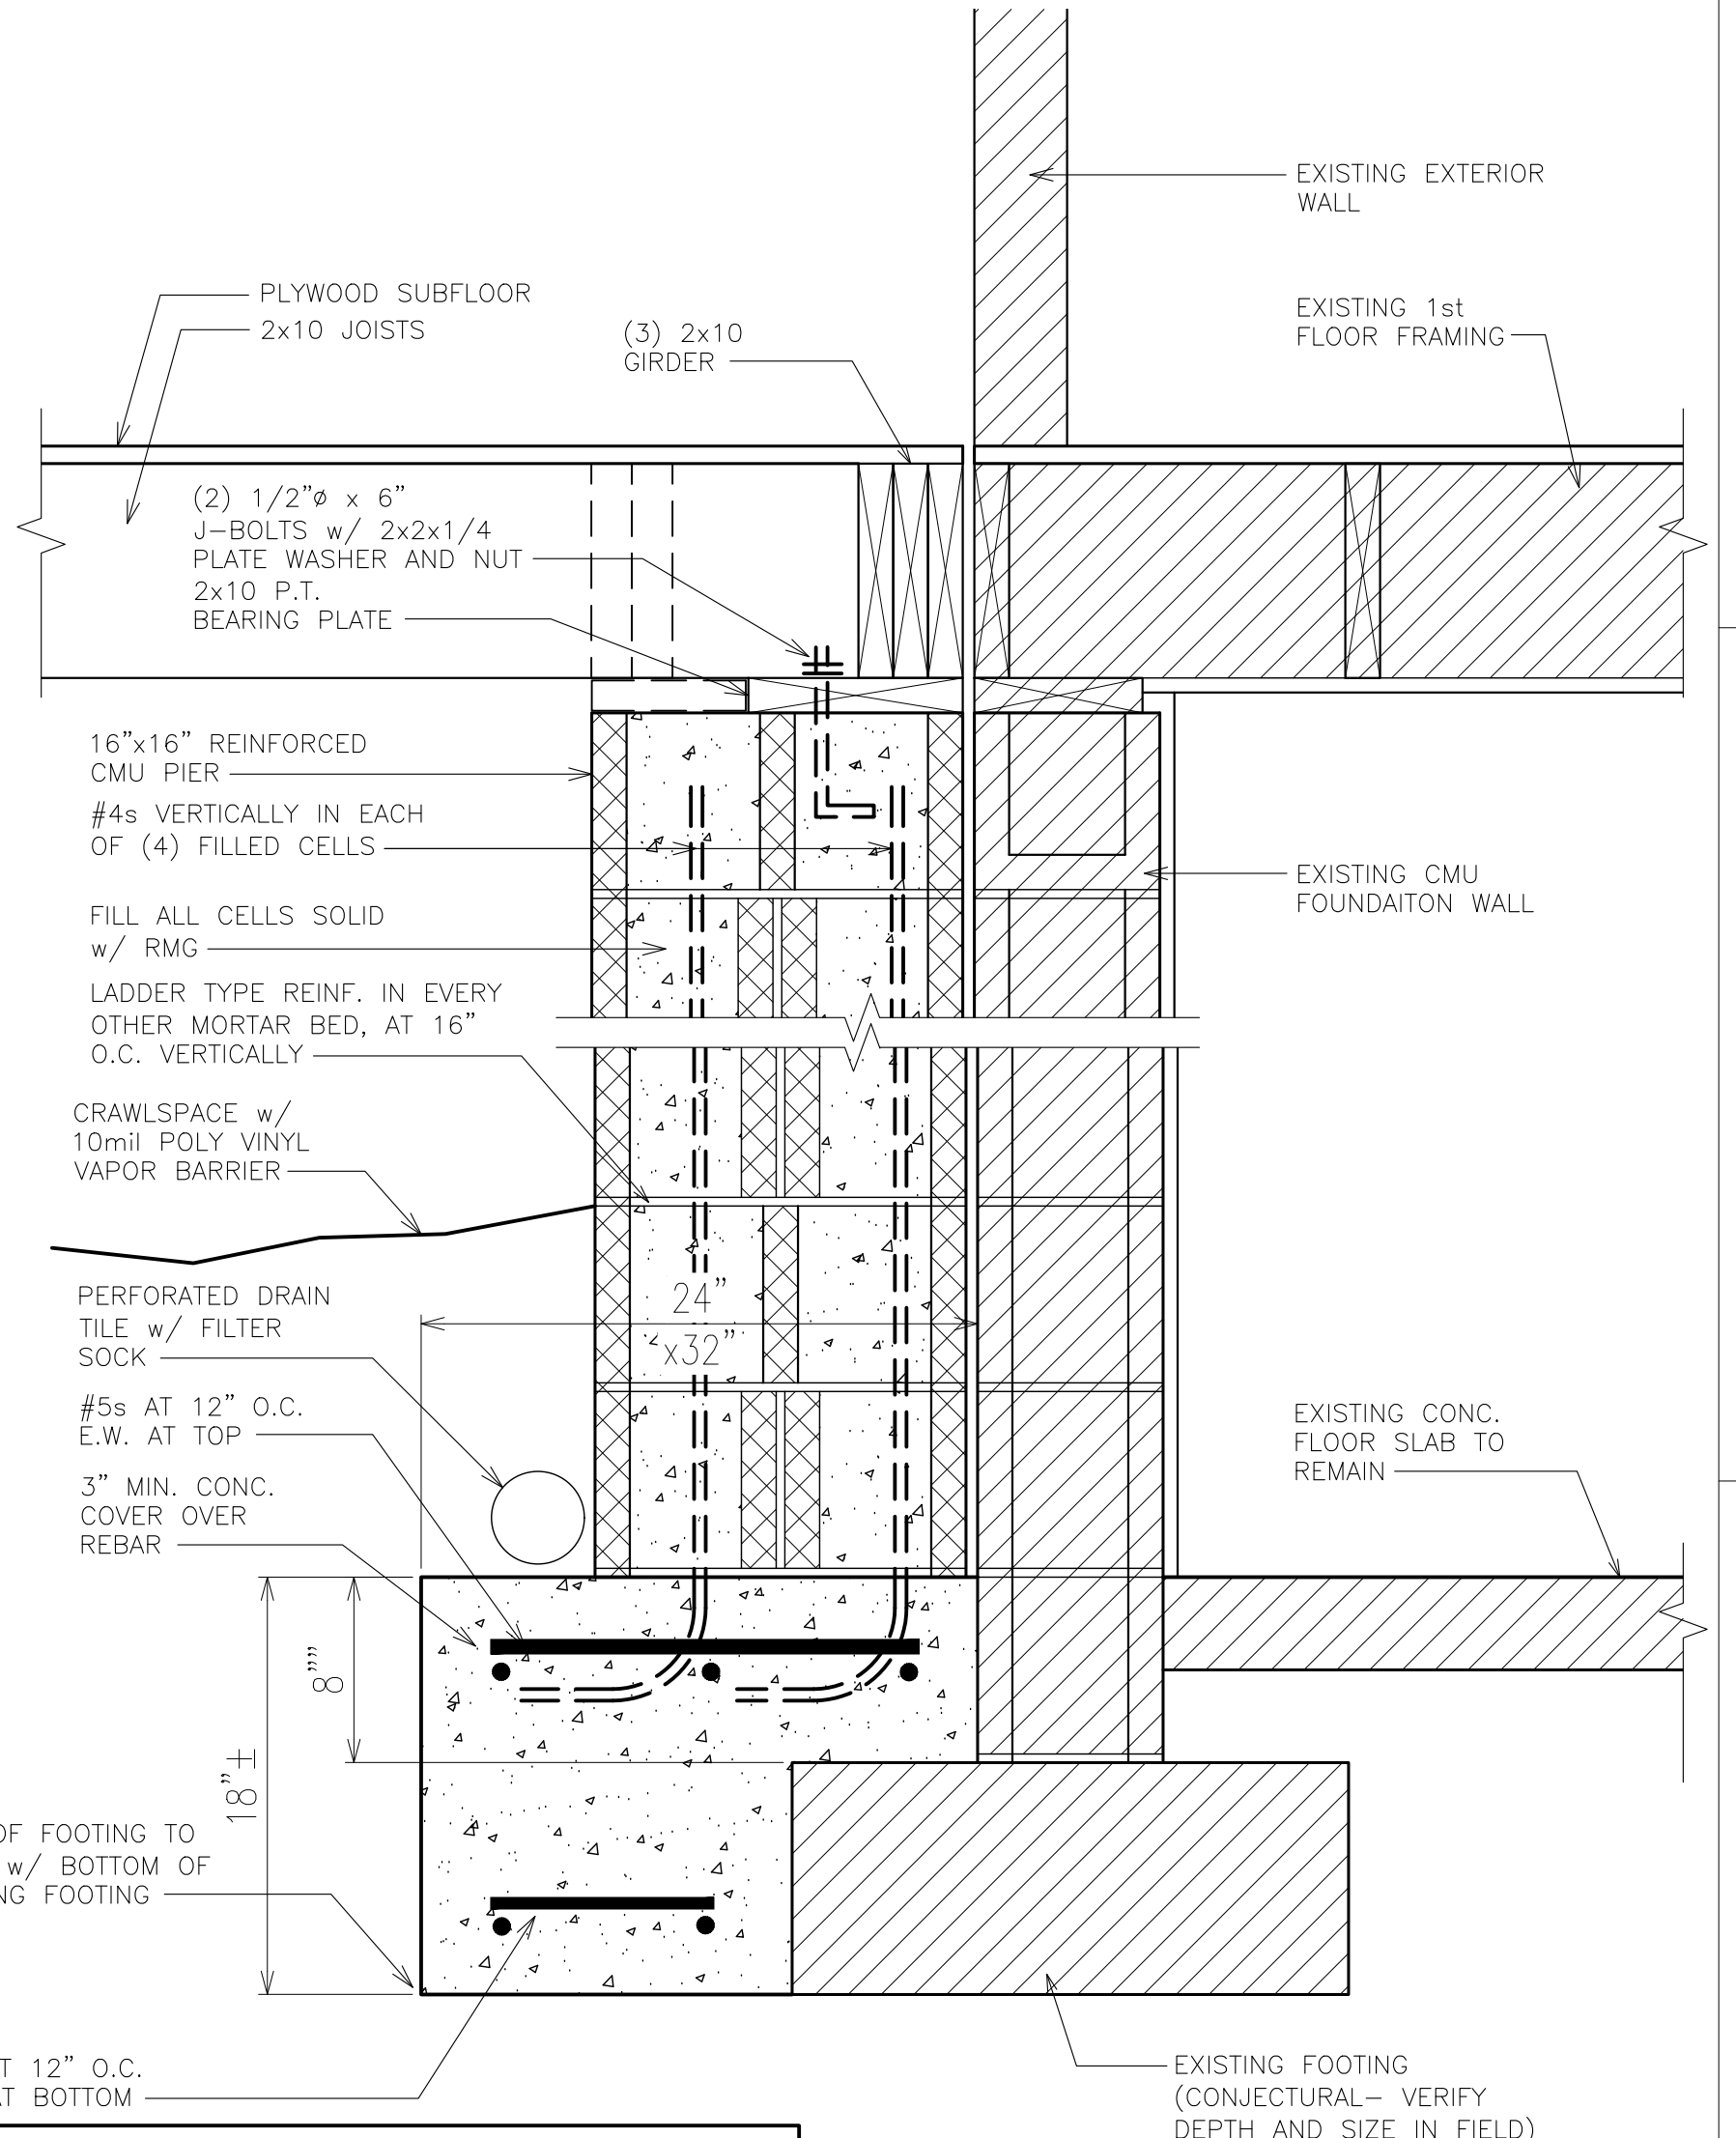 EXISTING EXTERIOR
WALL
PLYWOOD SUBFLOOR
2x10 JOISTS
(3) 2x10
GIRDER
EXISTING 1st
FLOOR FRAMING
(2) 1/2"ø x 6"
J-BOLTS w/ 2x2x1/4
PLATE WASHER AND NUT
2x10 P.T.
BEARING PLATE
16"x16" REINFORCED
CMU PIER
#4s VERTICALLY IN EACH
OF (4) FILLED CELLS
FILL ALL CELLS SOLID
w/ RMG
EXISTING CMU
FOUNDAITON WALL
LADDER TYPE REINF. IN EVERY
OTHER MORTAR BED, AT 16"
O.C. VERTICALLY
CRAWLSPACE w/
10mil POLY VINYL
VAPOR BARRIER
PERFORATED DRAIN
TILE w/ FILTER
SOCK
24"
x32"
#5s AT 12" O.C.
E.W. AT TOP
3" MIN. CONC.
COVER OVER
REBAR
EXISTING CONC.
FLOOR SLAB TO
REMAIN
8""
18"±
OF FOOTING TO
w/ BOTTOM OF
NG FOOTING
T 12" O.C.
AT BOTTOM
EXISTING FOOTING
(CONJECTURAL- VERIFY
DEPTH AND SIZE IN FIELD)